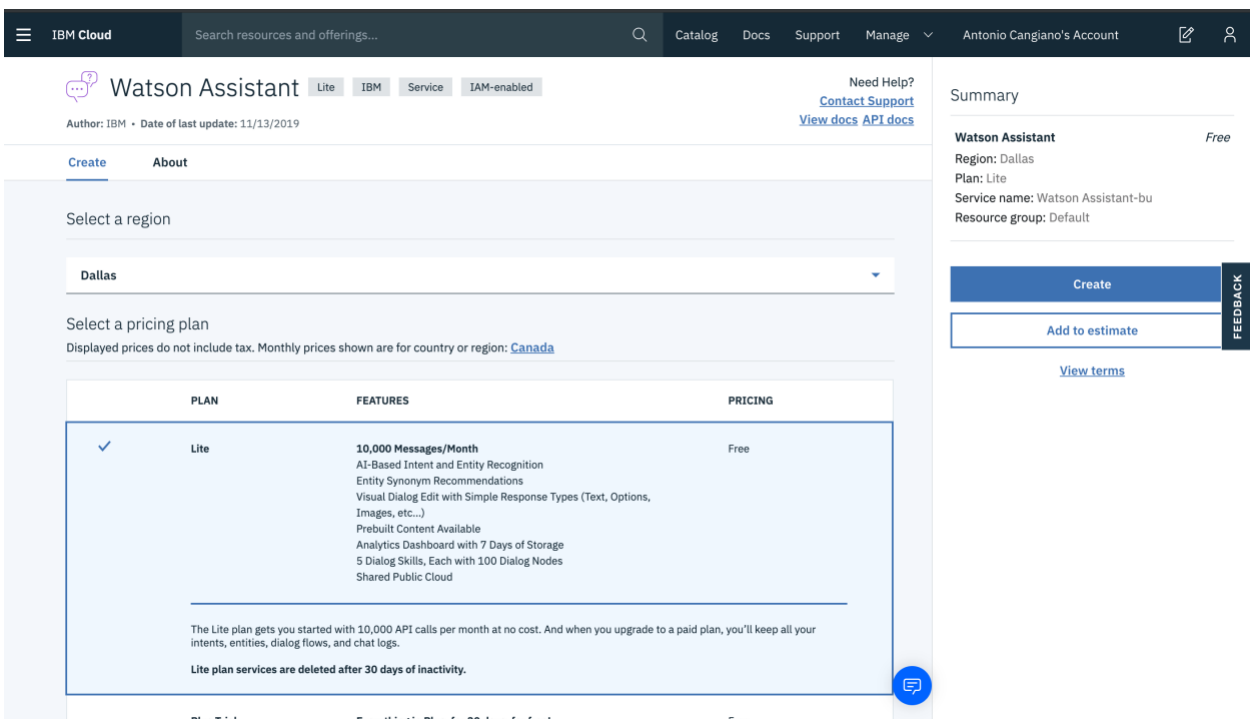 IBM Cloud
Search resources and offerings...
Catalog
Docs
Support
Manage
Antonio Cangiano's Account
Watson Assistant
Lite
IBM
Service
IAM-enabled
Author: IBM • Date of last update: 11/13/2019
Need Help?
Contact Support
View docs API docs
Create
About
Select a region
Dallas
Select a pricing plan
Displayed prices do not include tax. Monthly prices shown are for country or region: Canada
PLAN FEATURES PRICING
Lite
10,000 Messages/Month
AI-Based Intent and Entity Recognition
Entity Synonym Recommendations
Visual Dialog Edit with Simple Response Types (Text, Options,
Images, etc...)
Prebuilt Content Available
Analytics Dashboard with 7 Days of Storage
5 Dialog Skills, Each with 100 Dialog Nodes
Shared Public Cloud
Free
The Lite plan gets you started with 10,000 API calls per month at no cost. And when you upgrade to a paid plan, you'll keep all your
intents, entities, dialog flows, and chat logs.
Lite plan services are deleted after 30 days of inactivity.
Summary
Watson Assistant Free
Region: Dallas
Plan: Lite
Service name: Watson Assistant-bu
Resource group: Default
Create
Add to estimate
View terms
FEEDBACK